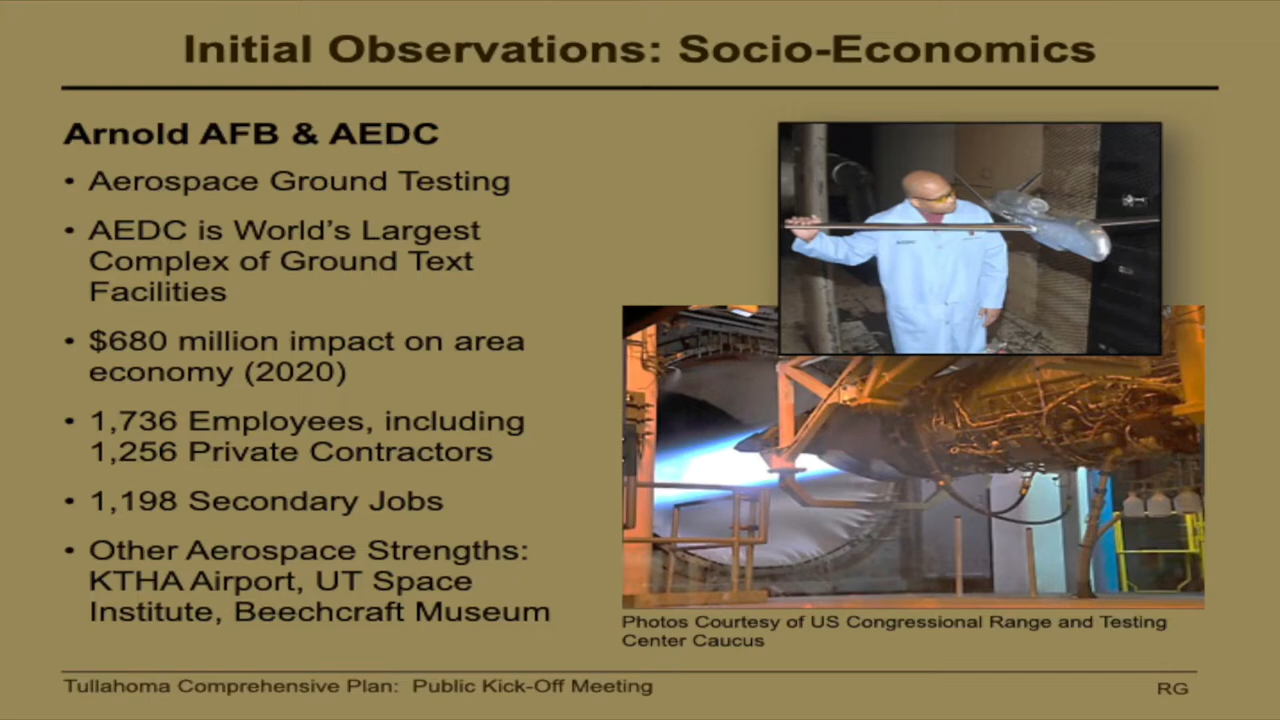 Initial Observations: Socio-Economics
Arnold AFB & AEDC
• Aerospace Ground Testing
• AEDC is World's Largest
Complex of Ground Text
Facilities
• $680 million impact on area
economy (2020)
• 1,736 Employees, including
1,256 Private Contractors
• 1,198 Secondary Jobs
• Other Aerospace Strengths:
KTHA Airport, UT Space
Institute, Beechcraft Museum
Photos Courtesy of US Congressional Range and Testing
Center Caucus
Tullahoma Comprehensive Plan: Public Kick-Off Meeting
RG